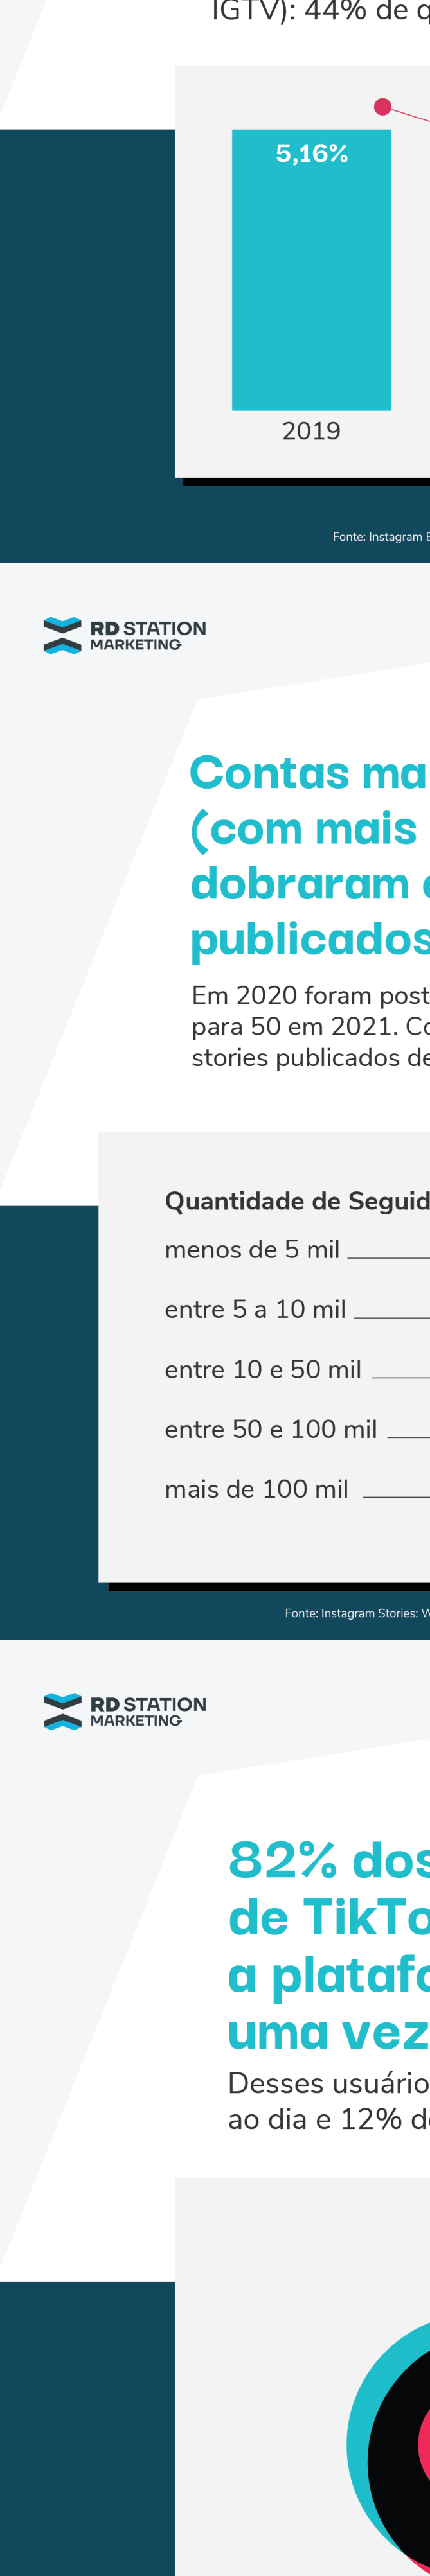 IGTV): 44% de q
5,16%
2019
Fonte: Instagram
RD STATION
MARKETING
Contas ma
(com mais
dobraram
publicados
Em 2020 foram post
para 50 em 2021. Co
stories publicados de
Quantidade de Seguid
menos de 5 mil
entre 5 a 10 mil
entre 10 e 50 mil
entre 50 e 100 mil
mais de 100 mil
Fonte: Instagram Stories: W
RD STATION
MARKETING
82% dos
de TikTo
a platafo
uma vez
Desses usuário
ao dia e 12% de